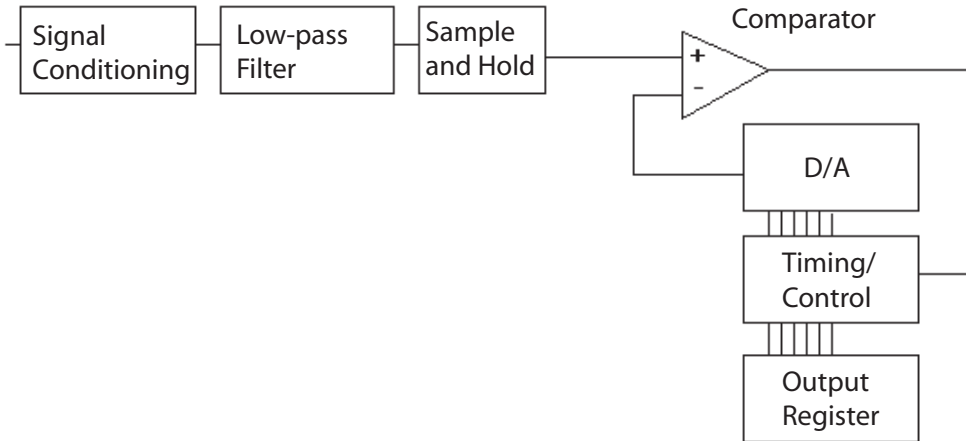 Signal
Conditioning
Low-pass
Filter
Sample
and Hold
Comparator
+
-
D/A
Timing/
Control
Output
Register